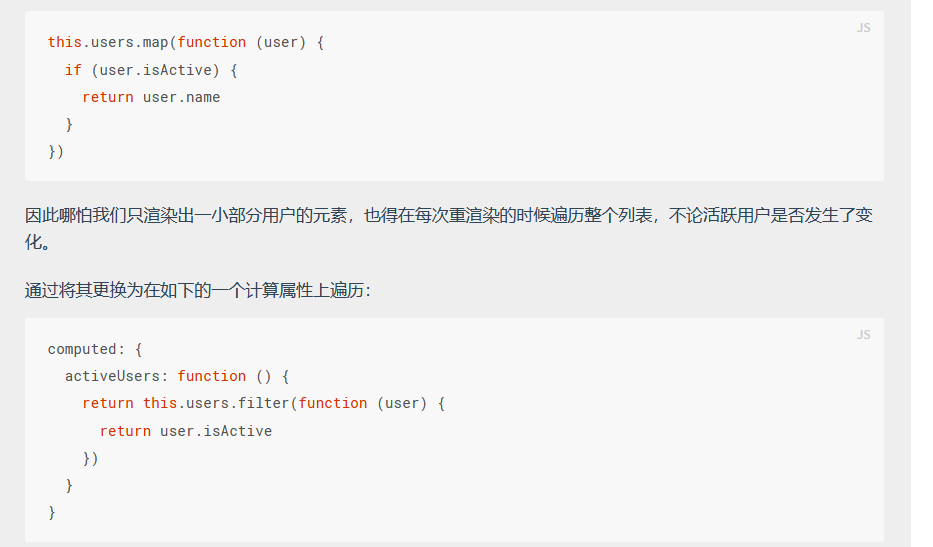 JS
this.users.map(function (user) {
  if (user.isActive) {
    return user.name
  }
})
因此哪怕我们只渲染出一小部分用户的元素，也得在每次重渲染的时候遍历整个列表，不论活跃用户是否发生了变
化。
通过将其更换为在如下的一个计算属性上遍历：
JS
computed: {
  activeUsers: function () {
    return this.users.filter(function (user) {
      return user.isActive
    })
  }
}